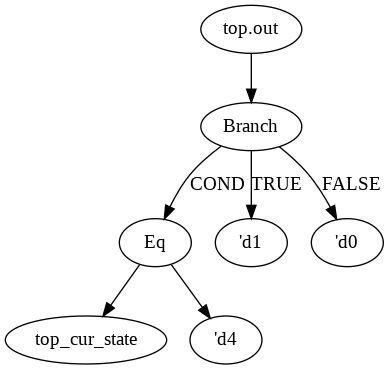 top.out
Branch
COND
TRUE
FALSE
Eq
'd1
'd0
top_cur_state
'd4